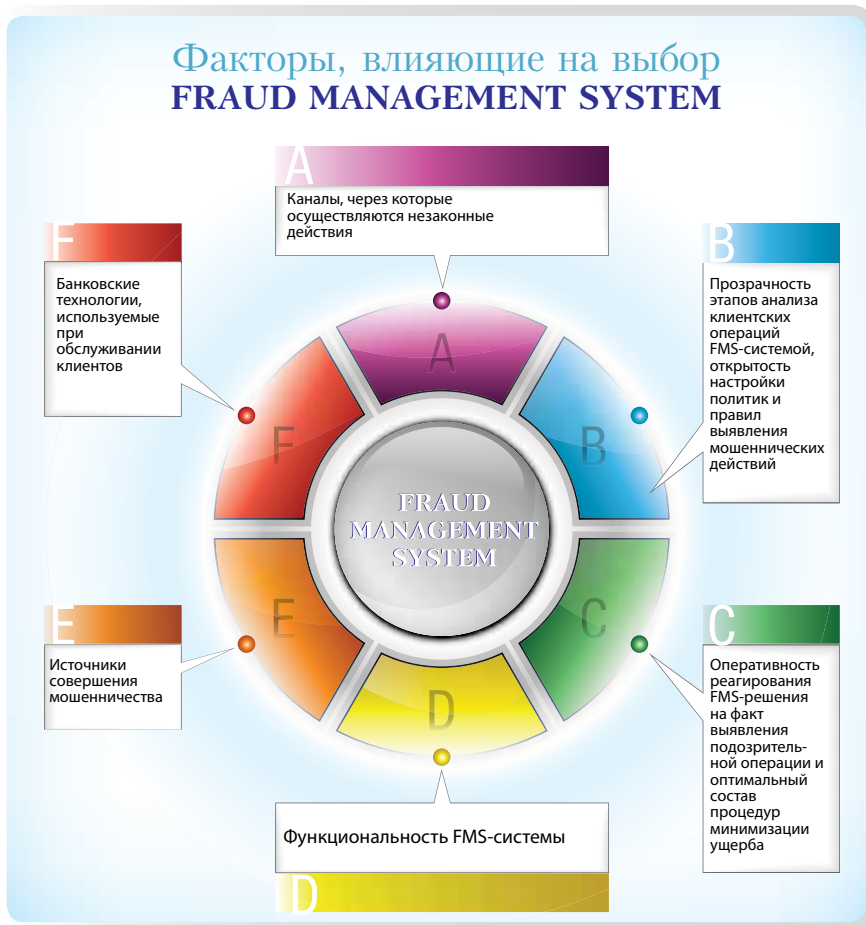 Факторы, влияющие на выбор
FRAUD MANAGEMENT SYSTEM
A
Каналы, через которые
осуществляются незаконные
действия
B
Прозрачность
этапов анализа
клиентских
операций
FMS-системой,
открытость
настройки
политик и
правил
выявления
мошеннических
действий
C
Оперативность
реагирования
FMS-решения
на факт
выявления
подозритель-
ной операции и
оптимальный
состав
процедур
минимизации
ущерба
D
Функциональность FMS-системы
E
Источники
совершения
мошенничества
F
Банковские
технологии,
используемые
при
обслуживании
клиентов
A
B
C
D
E
F
FRAUD
MANAGEMENT
SYSTEM